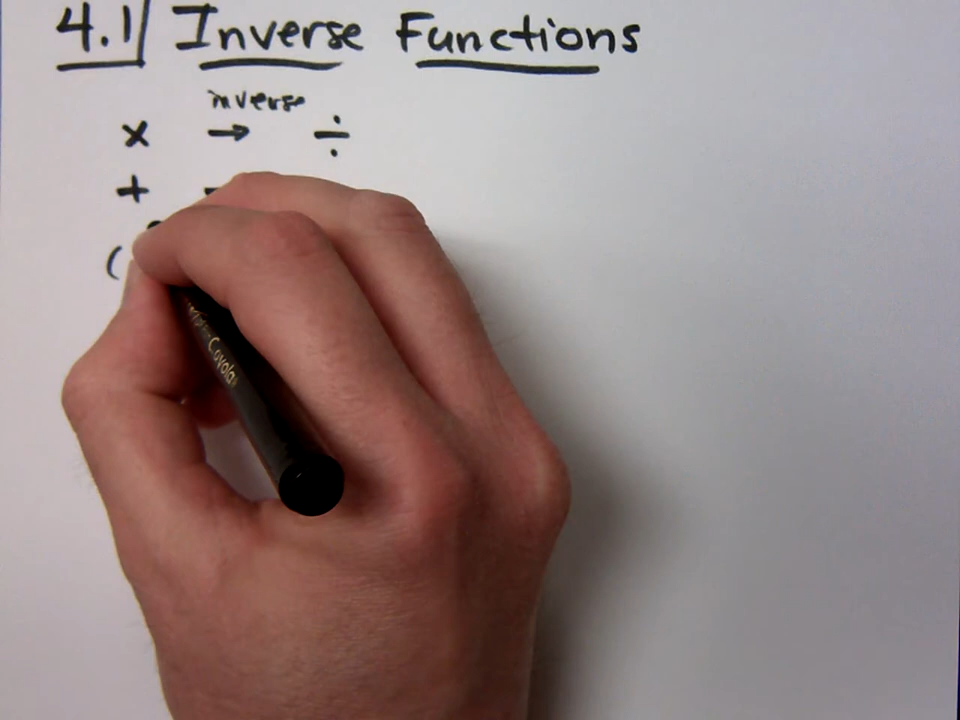 4.1 Inverse Functions
inverse
× → ÷
+ -
(